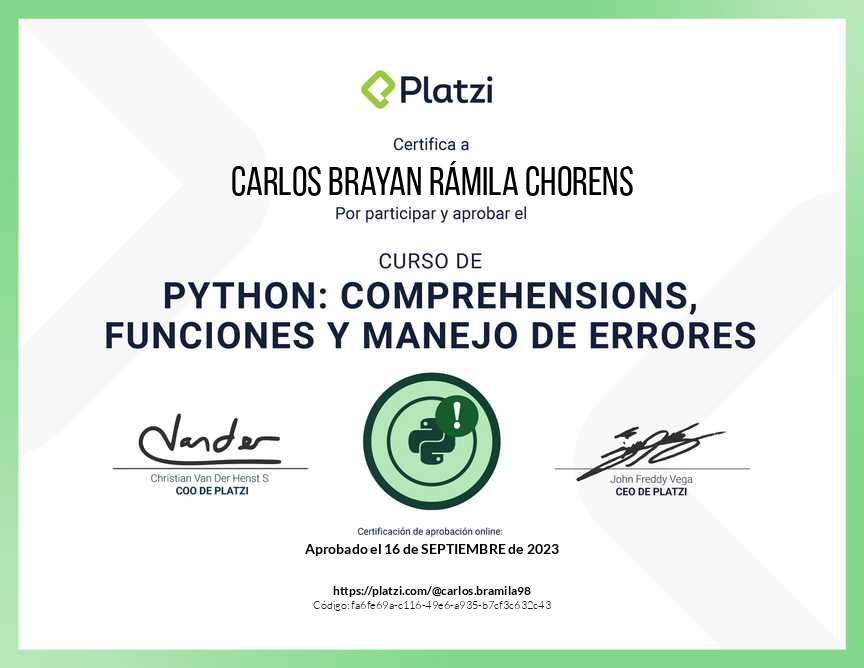 Platzi
Certifica a
CARLOS BRAYAN RÁMILA CHORENS
Por participar y aprobar el
CURSO DE
PYTHON: COMPREHENSIONS,
FUNCIONES Y MANEJO DE ERRORES
Vander
Christian Van Der Henst S
COO DE PLATZI
John Freddy Vega
CEO DE PLATZI
Certificación de aprobación online:
Aprobado el 16 de SEPTIEMBRE de 2023
https://platzi.com/@carlos.bramila98
Código: fa6fe69a-c116-49e6-a935-b7cf3c632c43